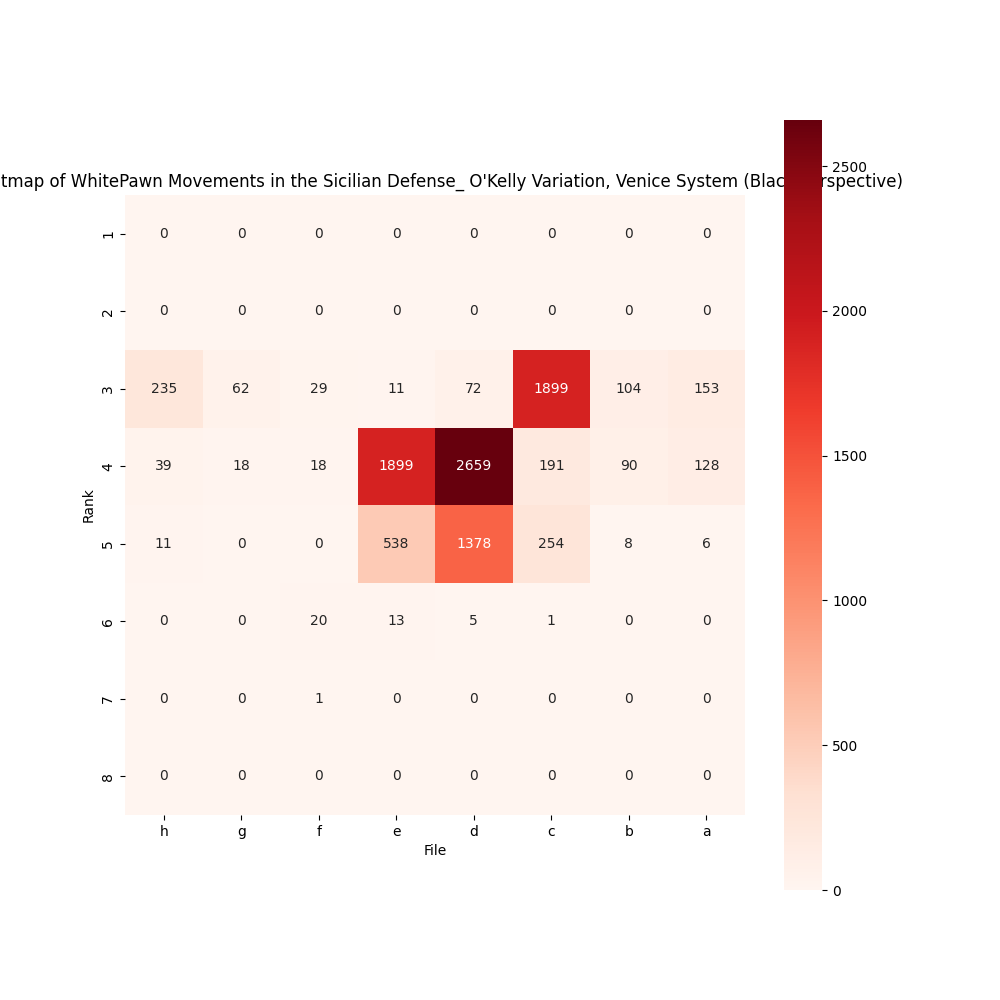 tmap of WhitePawn Movements in the Sicilian Defense_ O'Kelly Variation, Venice System (Blac rspective)
2500
1 0 0 0 0 0 0 0 0
2 0 0 0 0 0 0 0 0
2000
3 235 62 29 11 72 1899 104 153
4 39 18 18 1899 2659 191 90 128
1500
Rank
5 11 0 0 538 1378 254 8 6
1000
6 0 0 20 13 5 1 0 0
7 0 0 1 0 0 0 0 0
500
8 0 0 0 0 0 0 0 0
h g f e d c b a
File
0